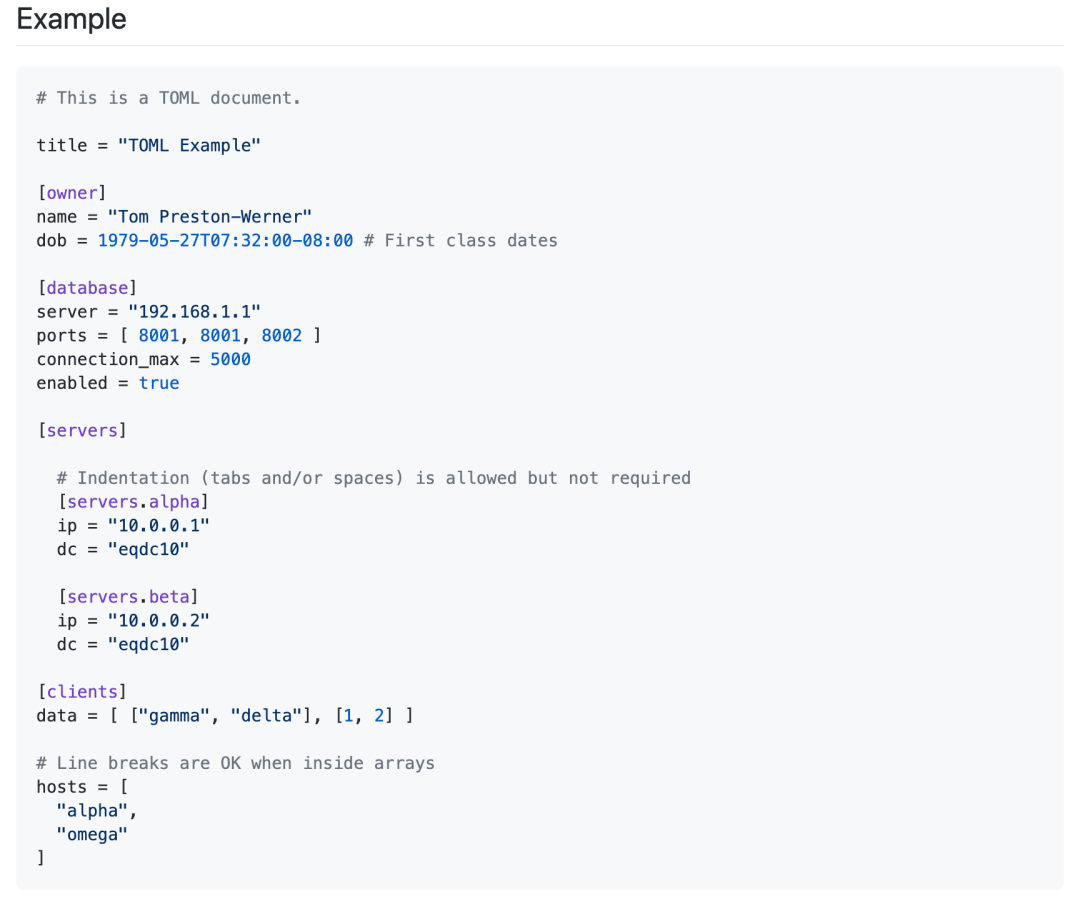 Example
# This is a TOML document.
title = "TOML Example"
[owner]
name = "Tom Preston-Werner"
dob = 1979-05-27T07:32:00-08:00 # First class dates
[database]
server = "192.168.1.1"
ports = [ 8001, 8001, 8002 ]
connection_max = 5000
enabled = true
[servers]
  # Indentation (tabs and/or spaces) is allowed but not required
  [servers.alpha]
  ip = "10.0.0.1"
  dc = "eqdc10"
  [servers.beta]
  ip = "10.0.0.2"
  dc = "eqdc10"
[clients]
data = [ ["gamma", "delta"], [1, 2] ]
# Line breaks are OK when inside arrays
hosts = [
  "alpha",
  "omega"
]